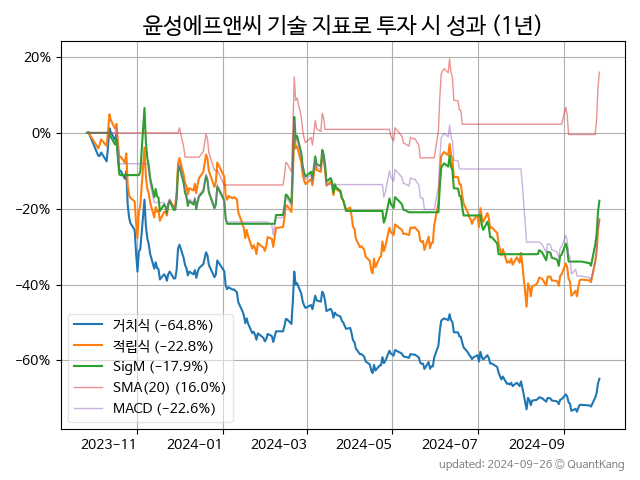 윤성에프앤씨 기술 지표로 투자 시 성과 (1년)
20%
0%
−20%
−40%
−60%
거치식 (−64.8%)
적립식 (−22.8%)
SigM (−17.9%)
SMA(20) (16.0%)
MACD (−22.6%)
2023-11
2024-01
2024-03
2024-05
2024-07
2024-09
updated: 2024-09-26 © QuantKang